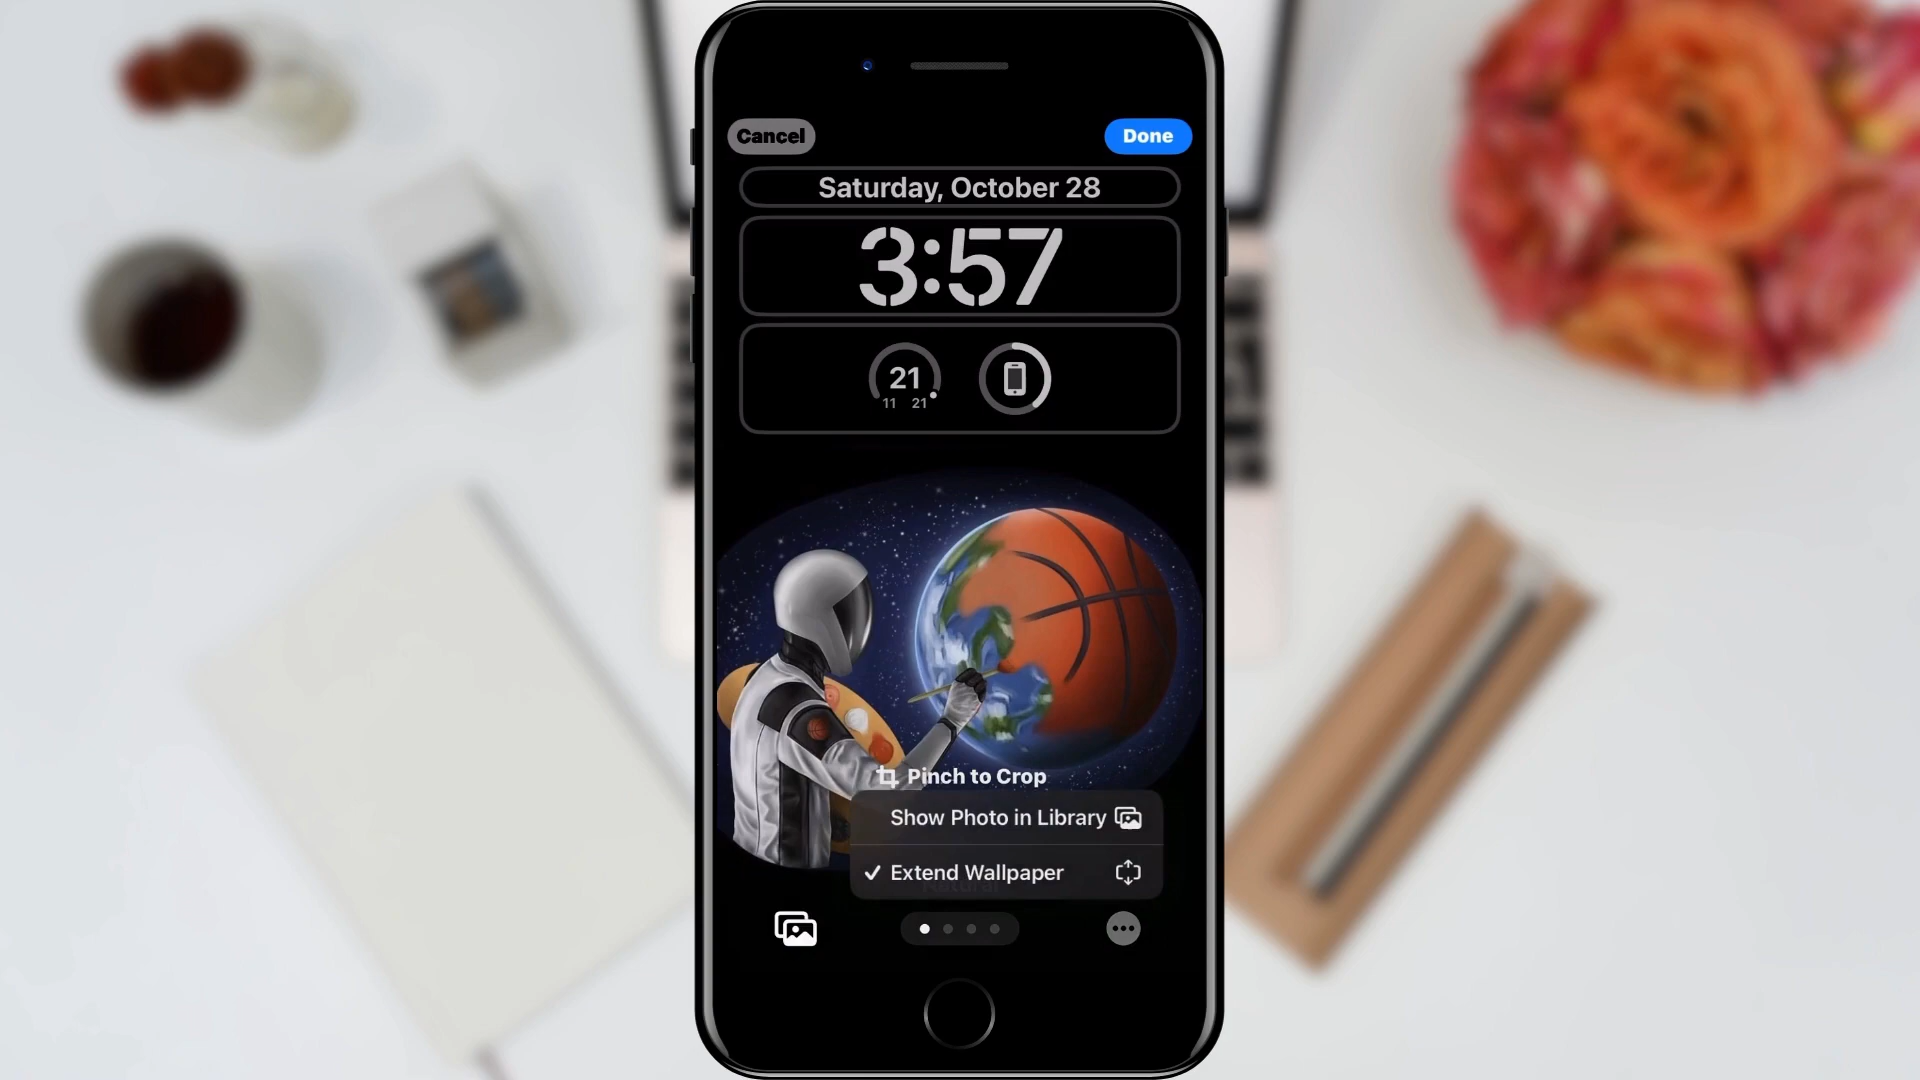 Cancel
Done
Saturday, October 28
3:57
21
11 21
Pinch to Crop
Show Photo in Library
Extend Wallpaper
Natural